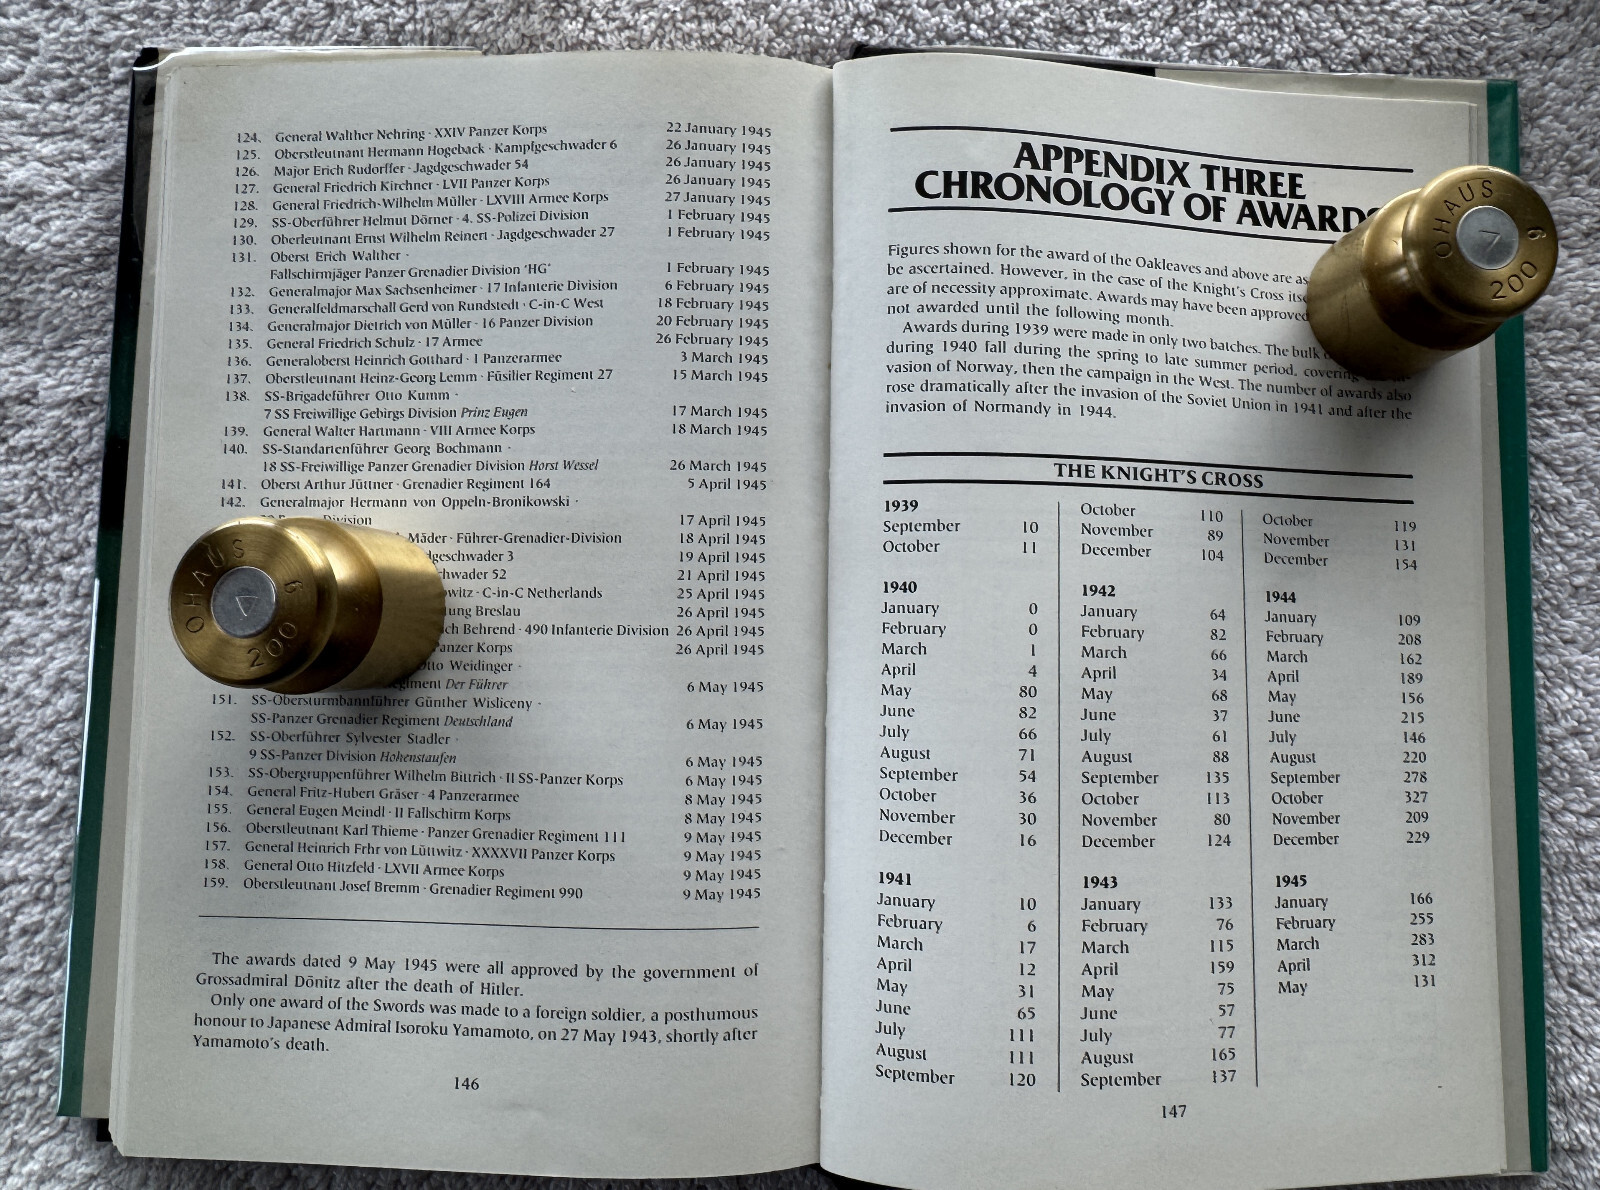 124. General Walther Nehring · XXIV Panzer Korps 22 January 1945
125. Oberstleutnant Hermann Hogeback · Kampfgeschwader 6 26 January 1945
126. Major Erich Rudorffer · Jagdgeschwader 54 26 January 1945
127. General Friedrich Kirchner · LVII Panzer Korps 26 January 1945
128. General Friedrich-Wilhelm Müller · LXVIII Armee Korps 27 January 1945
129. SS-Oberführer Helmut Dörner · 4. SS-Polizei Division 1 February 1945
130. Oberleutnant Ernst Wilhelm Reinert · Jagdgeschwader 27 1 February 1945
131. Oberst Erich Walther ·
Fallschirmjäger Panzer Grenadier Division 'HG' 1 February 1945
132. Generalmajor Max Sachsenheimer · 17 Infanterie Division 6 February 1945
133. Generalfeldmarschall Gerd von Rundstedt · C-in-C West 18 February 1945
134. Generalmajor Dietrich von Müller · 16 Panzer Division 20 February 1945
135. General Friedrich Schulz · 17 Armee 26 February 1945
136. Generaloberst Heinrich Gotthard · 1 Panzerarmee 3 March 1945
137. Oberstleutnant Heinz-Georg Lemm · Füsilier Regiment 27 15 March 1945
138. SS-Brigadeführer Otto Kumm ·
7 SS Freiwillige Gebirgs Division Prinz Eugen 17 March 1945
139. General Walter Hartmann · VIII Armee Korps 18 March 1945
140. SS-Standartenführer Georg Bochmann ·
18 SS-Freiwillige Panzer Grenadier Division Horst Wessel 26 March 1945
141. Oberst Arthur Jüttner · Grenadier Regiment 164 5 April 1945
142. Generalmajor Hermann von Oppeln-Bronikowski ·
Division 17 April 1945
Mäder · Führer-Grenadier-Division 18 April 1945
3 19 April 1945
52 21 April 1945
· C-in-C Netherlands 25 April 1945
Breslau 26 April 1945
Behrend · 490 Infanterie Division 26 April 1945
Korps 26 April 1945
Otto Weidinger ·
Der Führer 6 May 1945
151. SS-Obersturmbannführer Günther Wisliceny ·
SS-Panzer Grenadier Regiment Deutschland 6 May 1945
152. SS-Oberführer Sylvester Stadler ·
9 SS-Panzer Division Hohenstaufen 6 May 1945
153. SS-Obergruppenführer Wilhelm Bittrich · II SS-Panzer Korps 6 May 1945
154. General Fritz-Hubert Gräser · 4 Panzerarmee 8 May 1945
155. General Eugen Meindl · II Fallschirm Korps 8 May 1945
156. Oberstleutnant Karl Thieme · Panzer Grenadier Regiment 111 9 May 1945
157. General Heinrich Frhr von Lüttwitz · XXXXVII Panzer Korps 9 May 1945
158. General Otto Hitzfeld · LXVII Armee Korps 9 May 1945
159. Oberstleutnant Josef Bremm · Grenadier Regiment 990 9 May 1945
The awards dated 9 May 1945 were all approved by the government of
Grossadmiral Dönitz after the death of Hitler.
Only one award of the Swords was made to a foreign soldier, a posthumous
honour to Japanese Admiral Isoroku Yamamoto, on 27 May 1943, shortly after
Yamamoto's death.
146
OHAUS 6 200
APPENDIX THREE
CHRONOLOGY OF AWARDS
Figures shown for the award of the Oakleaves and above are as
be ascertained. However, in the case of the Knight's Cross
are of necessity approximate. Awards may have been approved
not awarded until the following month.
Awards during 1939 were made in only two batches. The bulk
during 1940 fall during the spring to late summer period, covering
vasion of Norway, then the campaign in the West. The number of awards also
rose dramatically after the invasion of the Soviet Union in 1941 and after the
invasion of Normandy in 1944.
OHAUS 6 200
THE KNIGHT'S CROSS
1939
September 10
October 11
1940
January 0
February 0
March 1
April 4
May 80
June 82
July 66
August 71
September 54
October 36
November 30
December 16
1941
January 10
February 6
March 17
April 12
May 31
June 65
July 111
August 111
September 120
October 110
November 89
December 104
1942
January 64
February 82
March 66
April 34
May 68
June 37
July 61
August 88
September 135
October 113
November 80
December 124
1943
January 133
February 76
March 115
April 159
May 75
June 57
July 77
August 165
September 137
October 119
November 131
December 154
1944
January 109
February 208
March 162
April 189
May 156
June 215
July 146
August 220
September 278
October 327
November 209
December 229
1945
January 166
February 255
March 283
April 312
May 131
147